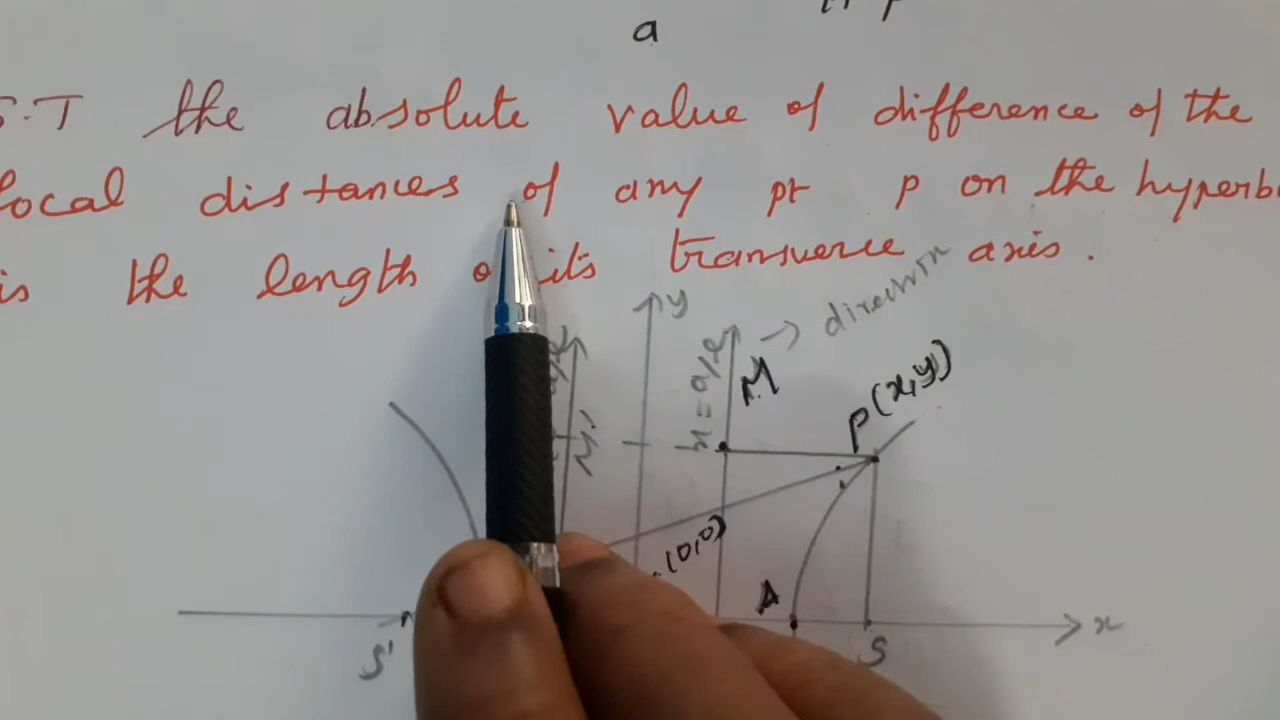 a
S.T the absolute value of difference of the
focal distances of any pt P on the hyperb
is the length o its transverse axis.
y
M → directrix
x = a/e
a/e
M'
P(x,y)
(0,0)
A
x
S'
S